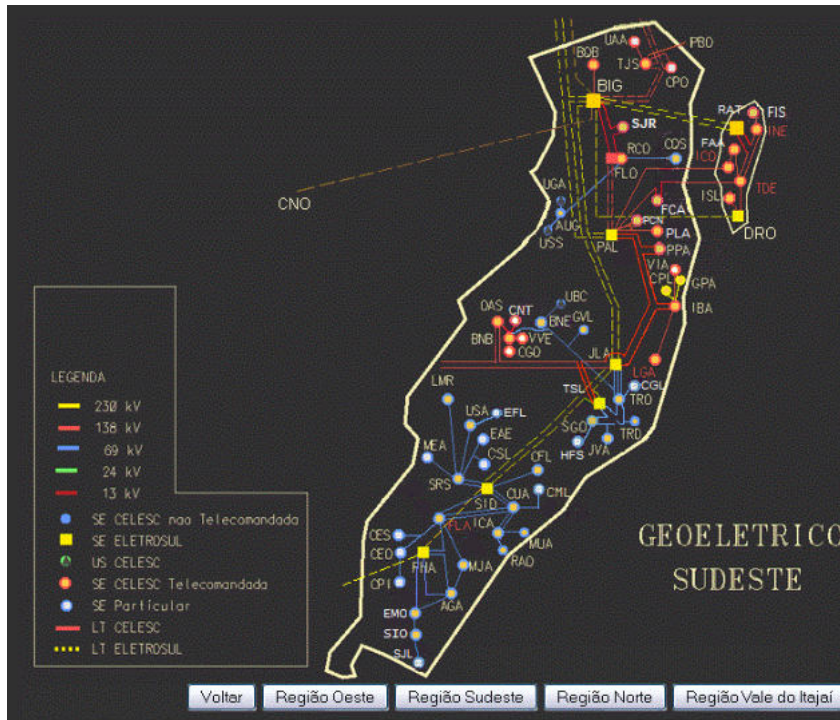 UAA
PBO
BQB
TJS
CPO
BIG
RAT
FIS
SJR
INE
FAA
RCO
COS
ICO
FLO
TDE
UGA
CNO
ISL
FCA
AUG
PCN
USS
PAL
PLA
DRO
PPA
VIA
CPL
GPA
UBC
OAS
CNT
IBA
BNE
GVL
BNB
VVE
CGD
JLA
LGA
LEGENDA
LMR
TSL
CGL
TRO
230 kV
USA
EFL
138 kV
SGO
TRD
69 kV
MEA
EAE
JVA
24 kV
CSL
HFS
13 kV
SRS
CFL
SE CELESC nao Telecomandada
SID
CUA
CML
SE ELETROSUL
CES
FLA
ICA
GEOELETRICO
US CELESC
CEO
MUA
SE CELESC Telecomandada
CPI
PHA
MJA
RAD
SUDESTE
SE Particular
EMO
AGA
LT CELESC
SIO
LT ELETROSUL
SJL
Voltar
Região Oeste
Região Sudeste
Região Norte
Região Vale do Itajaí